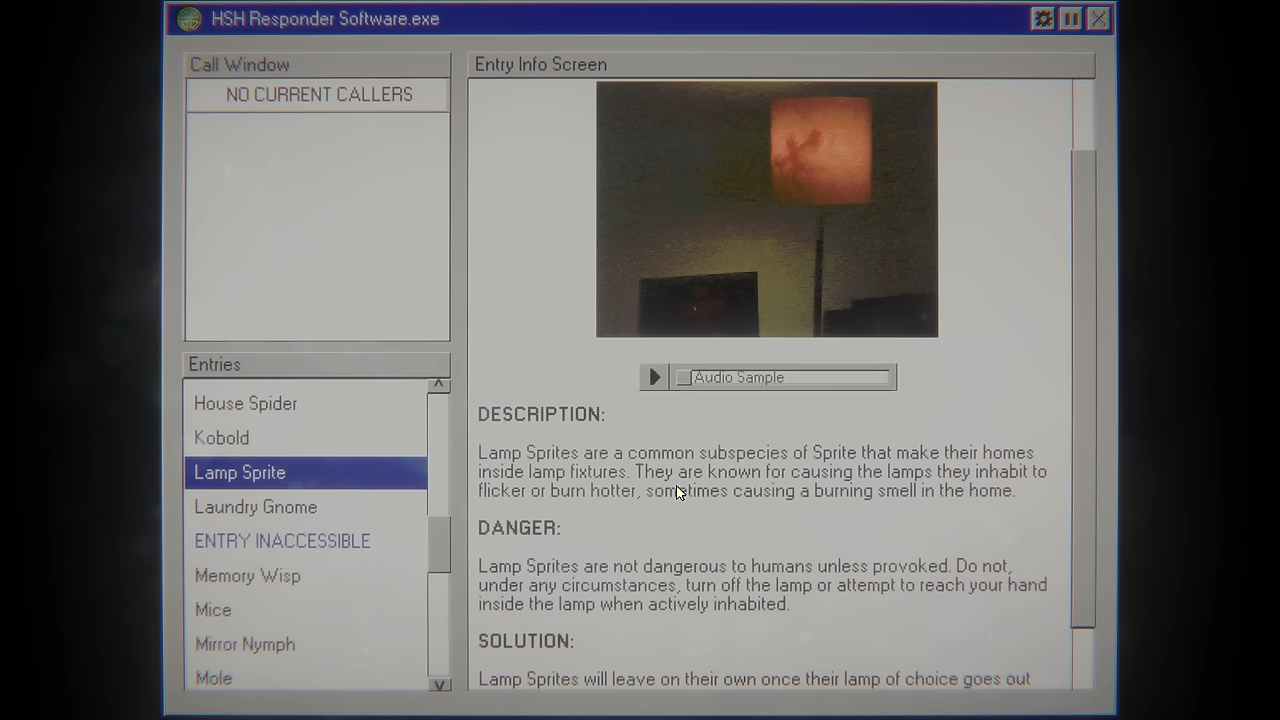 HSH Responder Software.exe
Call Window
NO CURRENT CALLERS
Entries
House Spider
Kobold
Lamp Sprite
Laundry Gnome
ENTRY INACCESSIBLE
Memory Wisp
Mice
Mirror Nymph
Mole
Entry Info Screen
Audio Sample
DESCRIPTION:
Lamp Sprites are a common subspecies of Sprite that make their homes
inside lamp fixtures. They are known for causing the lamps they inhabit to
flicker or burn hotter, sometimes causing a burning smell in the home.
DANGER:
Lamp Sprites are not dangerous to humans unless provoked. Do not,
under any circumstances, turn off the lamp or attempt to reach your hand
inside the lamp when actively inhabited.
SOLUTION:
Lamp Sprites will leave on their own once their lamp of choice goes out